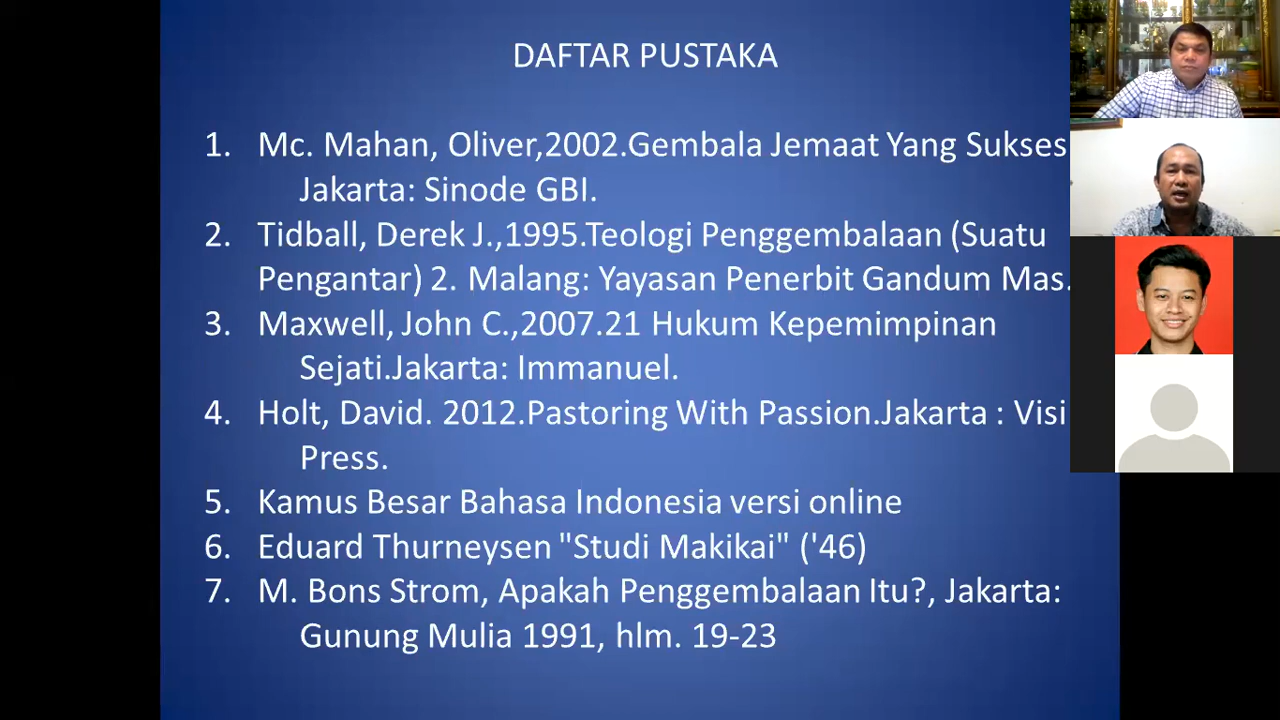 DAFTAR PUSTAKA
1. Mc. Mahan, Oliver,2002.Gembala Jemaat Yang Sukses
Jakarta: Sinode GBI.
2. Tidball, Derek J.,1995.Teologi Penggembalaan (Suatu
Pengantar) 2. Malang: Yayasan Penerbit Gandum Mas.
3. Maxwell, John C.,2007.21 Hukum Kepemimpinan
Sejati.Jakarta: Immanuel.
4. Holt, David. 2012.Pastoring With Passion.Jakarta : Visi
Press.
5. Kamus Besar Bahasa Indonesia versi online
6. Eduard Thurneysen "Studi Makikai" ('46)
7. M. Bons Strom, Apakah Penggembalaan Itu?, Jakarta:
Gunung Mulia 1991, hlm. 19-23